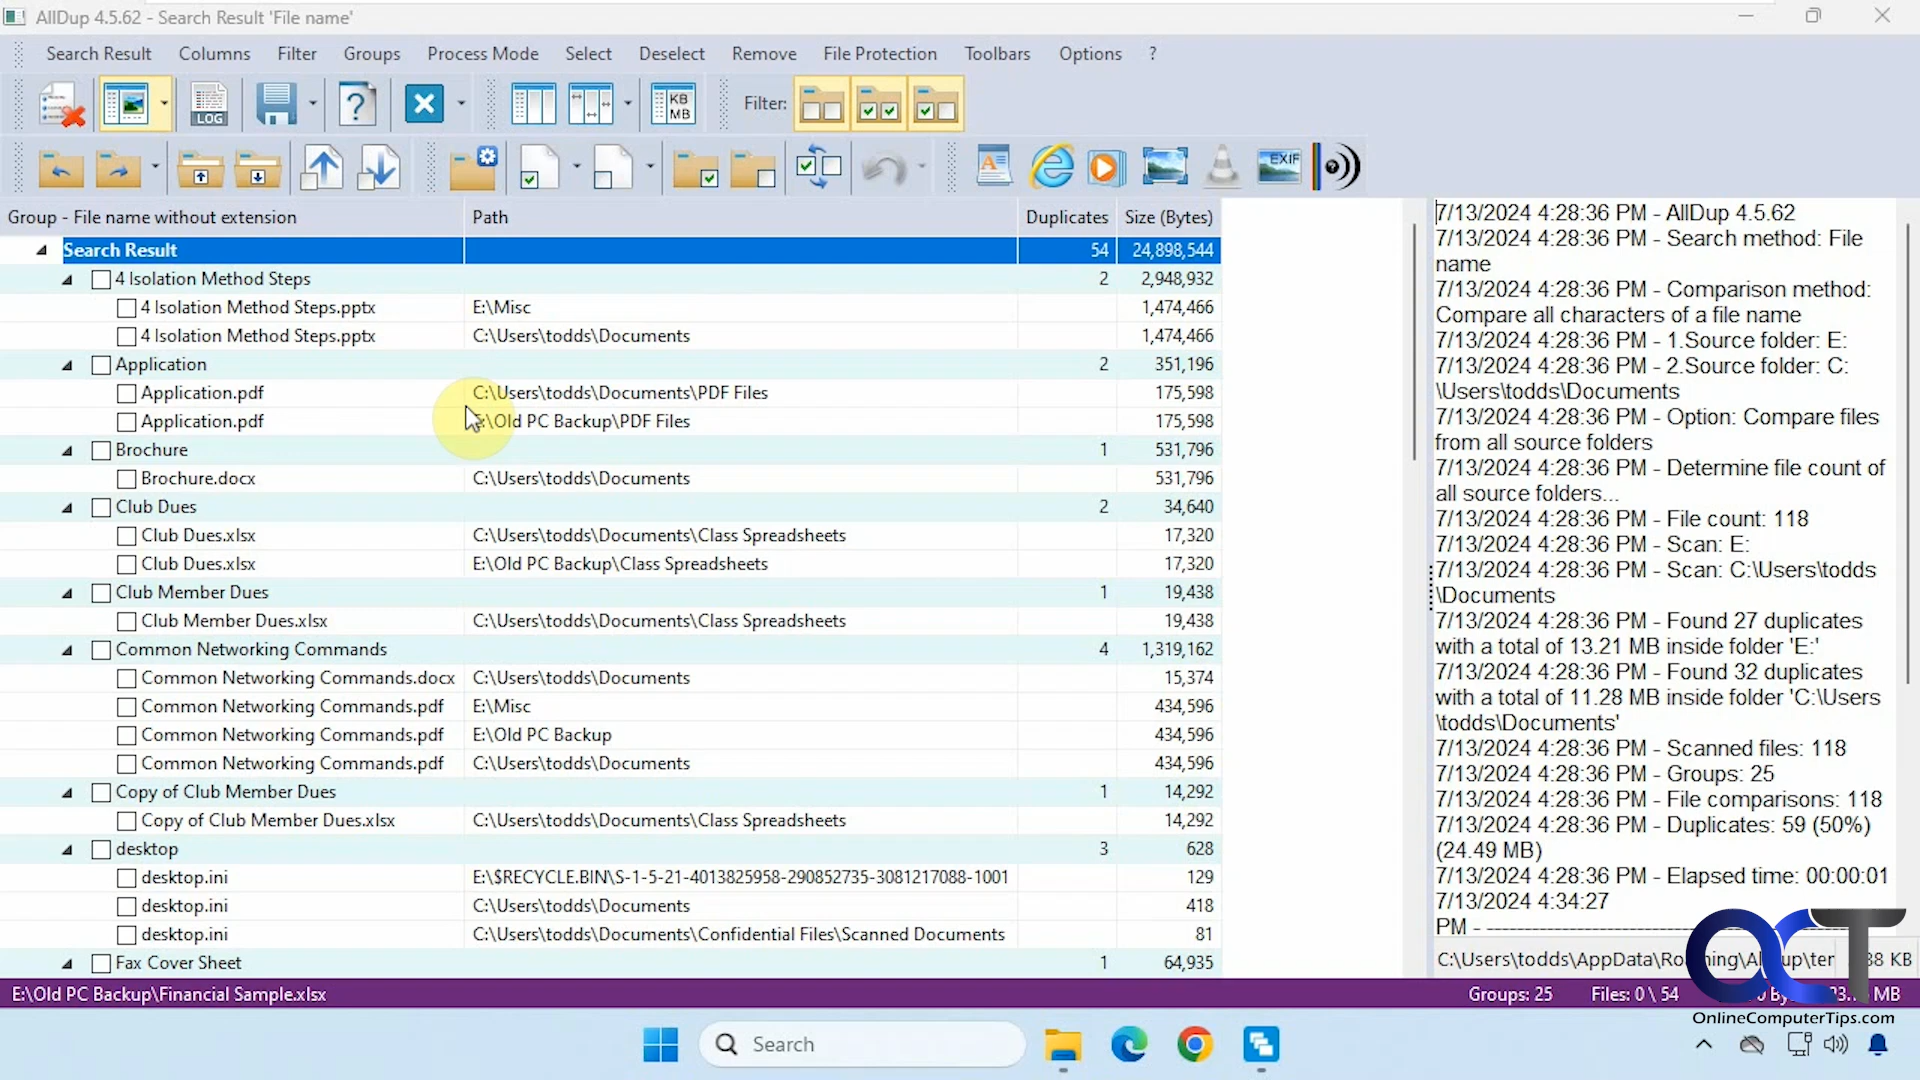 AllDup 4.5.62 - Search Result 'File name'
Search Result Columns Filter Groups Process Mode Select Deselect Remove File Protection Toolbars Options ?
LOG ? KB MB Filter:
EXIF
Group - File name without extension Path Duplicates Size (Bytes)
Search Result 54 24,898,544
4 Isolation Method Steps 2 2,948,932
4 Isolation Method Steps.pptx E:\Misc 1,474,466
4 Isolation Method Steps.pptx C:\Users\todds\Documents 1,474,466
Application 2 351,196
Application.pdf C:\Users\todds\Documents\PDF Files 175,598
Application.pdf E:\Old PC Backup\PDF Files 175,598
Brochure 1 531,796
Brochure.docx C:\Users\todds\Documents 531,796
Club Dues 2 34,640
Club Dues.xlsx C:\Users\todds\Documents\Class Spreadsheets 17,320
Club Dues.xlsx E:\Old PC Backup\Class Spreadsheets 17,320
Club Member Dues 1 19,438
Club Member Dues.xlsx C:\Users\todds\Documents\Class Spreadsheets 19,438
Common Networking Commands 4 1,319,162
Common Networking Commands.docx C:\Users\todds\Documents 15,374
Common Networking Commands.pdf E:\Misc 434,596
Common Networking Commands.pdf E:\Old PC Backup 434,596
Common Networking Commands.pdf C:\Users\todds\Documents 434,596
Copy of Club Member Dues 1 14,292
Copy of Club Member Dues.xlsx C:\Users\todds\Documents\Class Spreadsheets 14,292
desktop 3 628
desktop.ini E:\$RECYCLE.BIN\S-1-5-21-4013825958-290852735-3081217088-1001 129
desktop.ini C:\Users\todds\Documents 418
desktop.ini C:\Users\todds\Documents\Confidential Files\Scanned Documents 81
Fax Cover Sheet 1 64,935
7/13/2024 4:28:36 PM - AllDup 4.5.62
7/13/2024 4:28:36 PM - Search method: File
name
7/13/2024 4:28:36 PM - Comparison method:
Compare all characters of a file name
7/13/2024 4:28:36 PM - 1.Source folder: E:
7/13/2024 4:28:36 PM - 2.Source folder: C:
\Users\todds\Documents
7/13/2024 4:28:36 PM - Option: Compare files
from all source folders
7/13/2024 4:28:36 PM - Determine file count of
all source folders...
7/13/2024 4:28:36 PM - File count: 118
7/13/2024 4:28:36 PM - Scan: E:
7/13/2024 4:28:36 PM - Scan: C:\Users\todds
\Documents
7/13/2024 4:28:36 PM - Found 27 duplicates
with a total of 13.21 MB inside folder 'E:'
7/13/2024 4:28:36 PM - Found 32 duplicates
with a total of 11.28 MB inside folder 'C:\Users
\todds\Documents'
7/13/2024 4:28:36 PM - Scanned files: 118
7/13/2024 4:28:36 PM - Groups: 25
7/13/2024 4:28:36 PM - File comparisons: 118
7/13/2024 4:28:36 PM - Duplicates: 59 (50%)
(24.49 MB)
7/13/2024 4:28:36 PM - Elapsed time: 00:00:01
7/13/2024 4:34:27
PM - 
C:\Users\todds\AppData\ KB
E:\Old PC Backup\Financial Sample.xlsx Groups: 25 Files: 0 \ 54 MB
OCT
OnlineComputerTips.com
Search